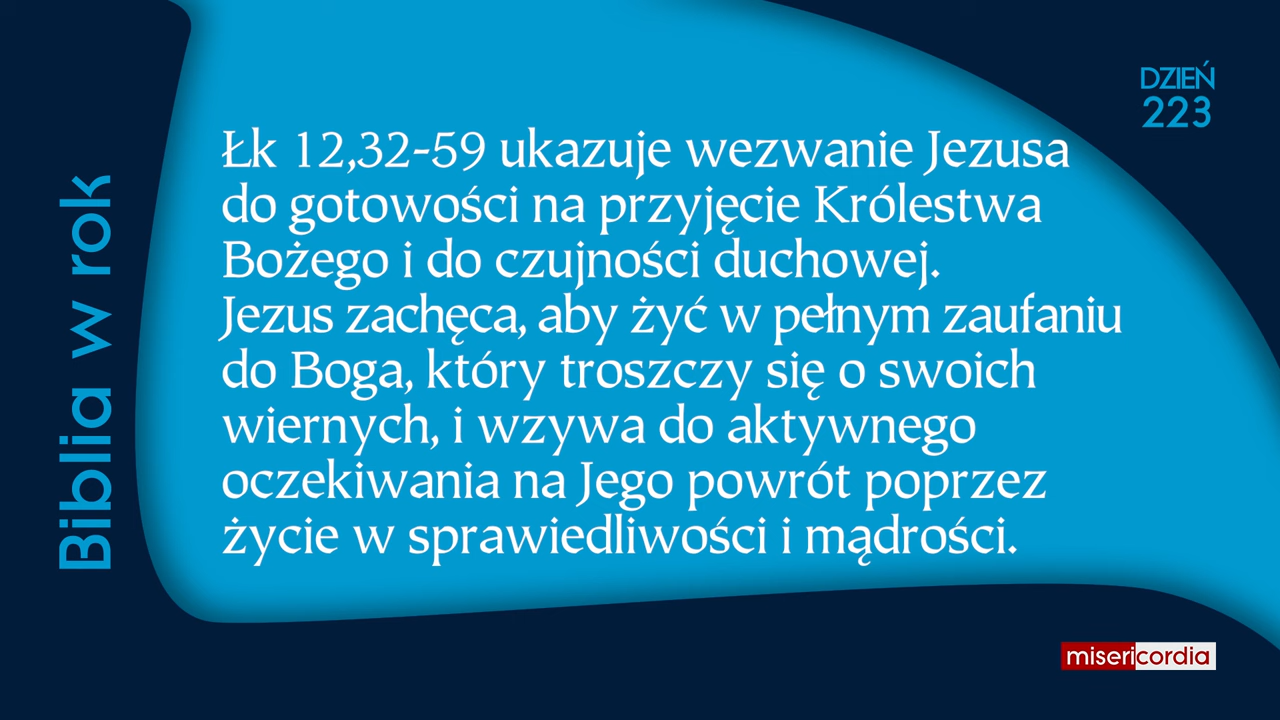 Biblia w rok
DZIEŃ
223
Łk 12,32-59 ukazuje wezwanie Jezusa
do gotowości na przyjęcie Królestwa
Bożego i do czujności duchowej.
Jezus zachęca, aby żyć w pełnym zaufaniu
do Boga, który troszczy się o swoich
wiernych, i wzywa do aktywnego
oczekiwania na Jego powrót poprzez
życie w sprawiedliwości i mądrości.
misericordia